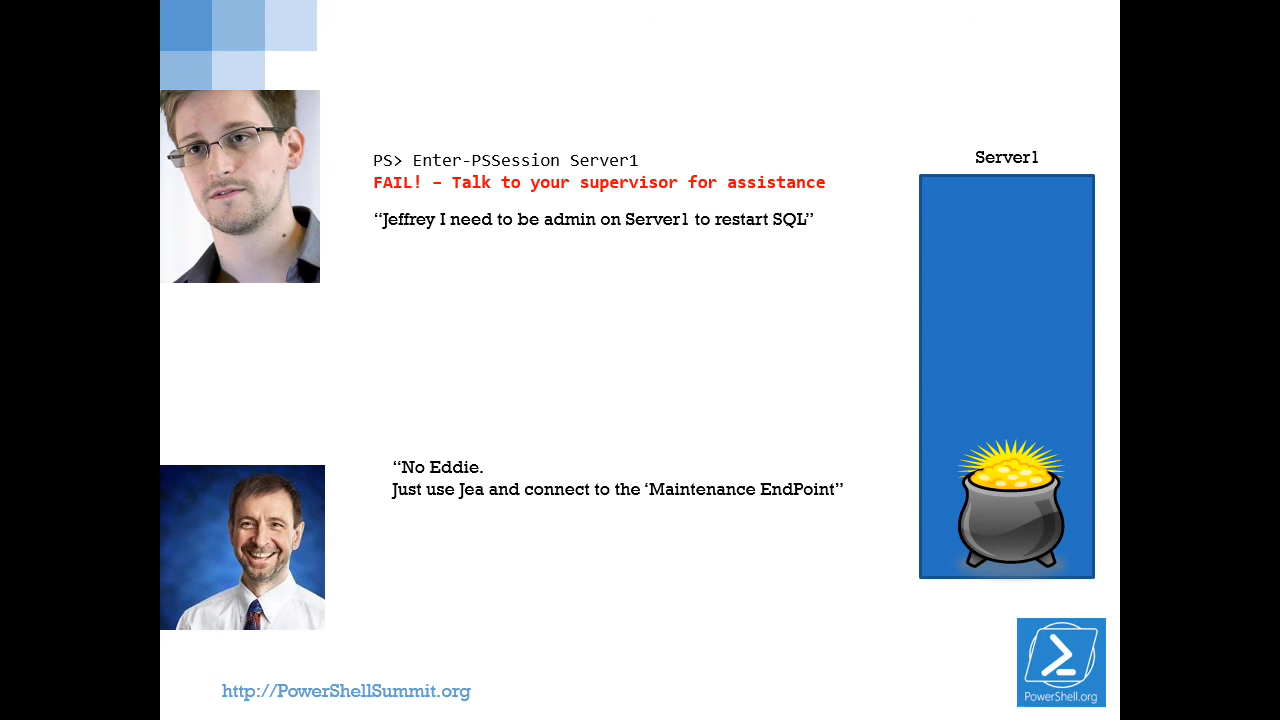 PS> Enter-PSSession Server1
FAIL! – Talk to your supervisor for assistance
“Jeffrey I need to be admin on Server1 to restart SQL”
Server1
“No Eddie.
Just use Jea and connect to the ‘Maintenance EndPoint”
http://PowerShellSummit.org
PowerShell.org